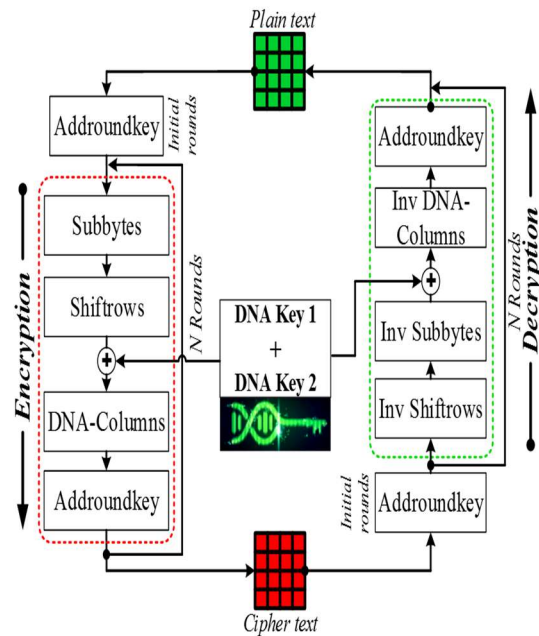 Plain text
Addroundkey
Initial
rounds
Subbytes
Shiftrows
DNA-Columns
Addroundkey
Encryption
N Rounds
DNA Key 1
+
DNA Key 2
Addroundkey
Inv DNA-
Columns
Inv Subbytes
Inv Shiftrows
Addroundkey
Initial
rounds
N Rounds
Decryption
Cipher text